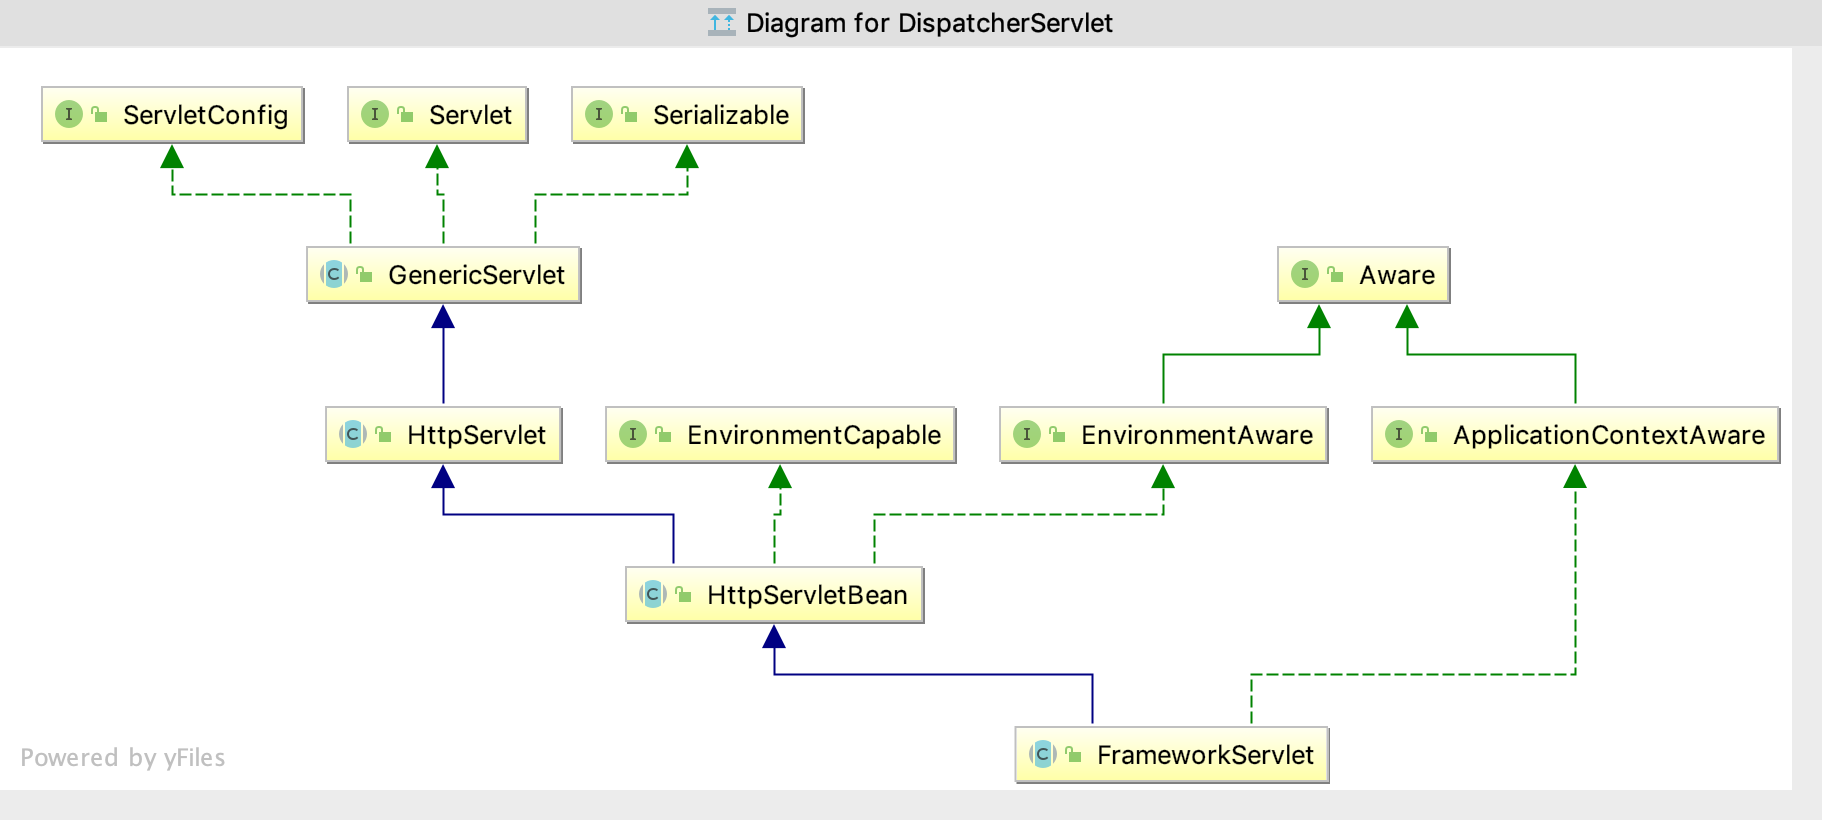 Diagram for DispatcherServlet
I ServletConfig
I Servlet
I Serializable
C GenericServlet
I Aware
C HttpServlet
I EnvironmentCapable
I EnvironmentAware
I ApplicationContextAware
C HttpServletBean
C FrameworkServlet
Powered by yFiles